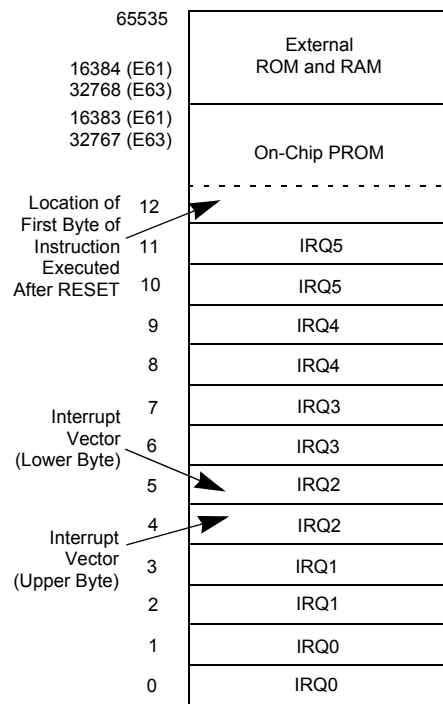 65535
External
ROM and RAM
16384 (E61)
32768 (E63)
16383 (E61)
32767 (E63)
On-Chip PROM
Location of
First Byte of
Instruction
Executed
After RESET
12
11
IRQ5
10
IRQ5
9
IRQ4
8
IRQ4
7
IRQ3
Interrupt
Vector
(Lower Byte)
6
IRQ3
5
IRQ2
4
IRQ2
Interrupt
Vector
(Upper Byte)
3
IRQ1
2
IRQ1
1
IRQ0
0
IRQ0